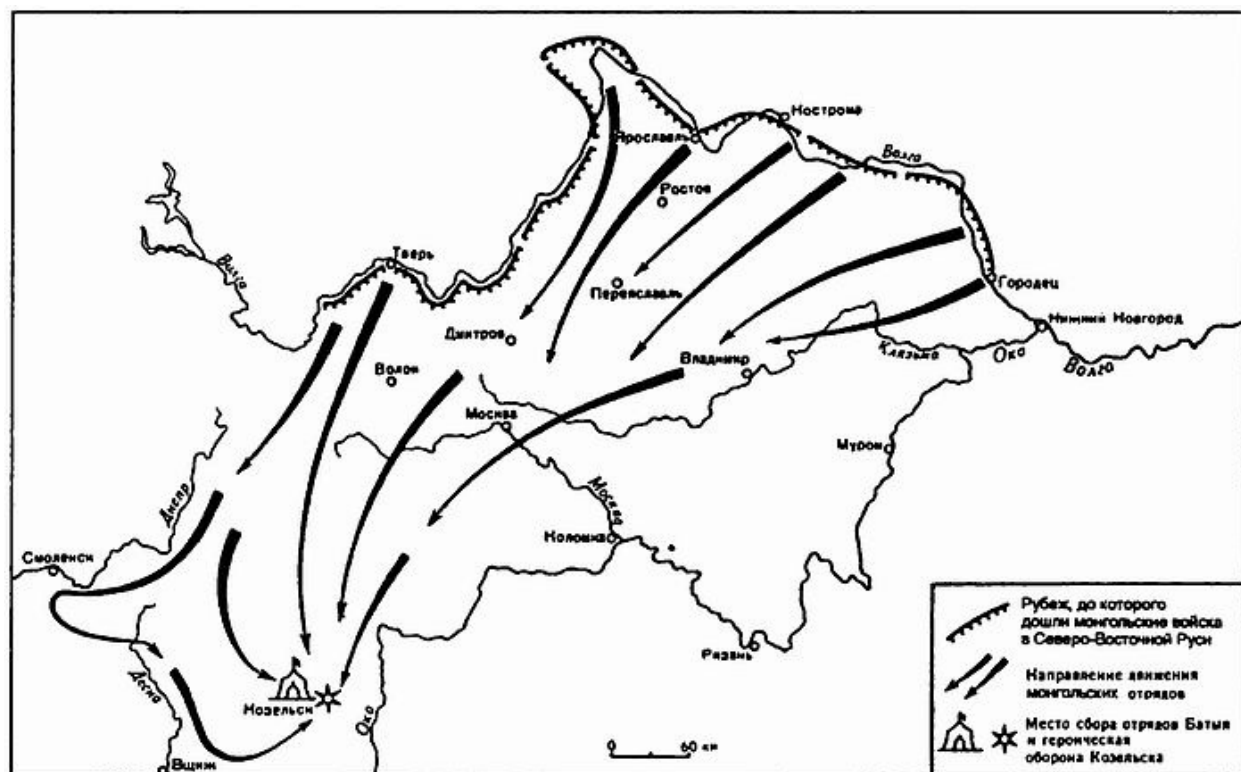 Кострома
Ярославль
Волга
Ростов
Тверь
Волга
Городец
Переяславль
Нижний Новгород
Дмитров
Клязьма
Ока
Владимир
Волга
Волок
Москва
Муром
Москва
Днепр
Коломна
Смоленск
Рязань
Десна
Козельск
Ока
Вщиж
0 60 км
Рубеж, до которого
дошли монгольские войска
в Северо-Восточной Руси
Направление движения
монгольских отрядов
Место сбора отрядов Батыя
и героическая
оборона Козельска